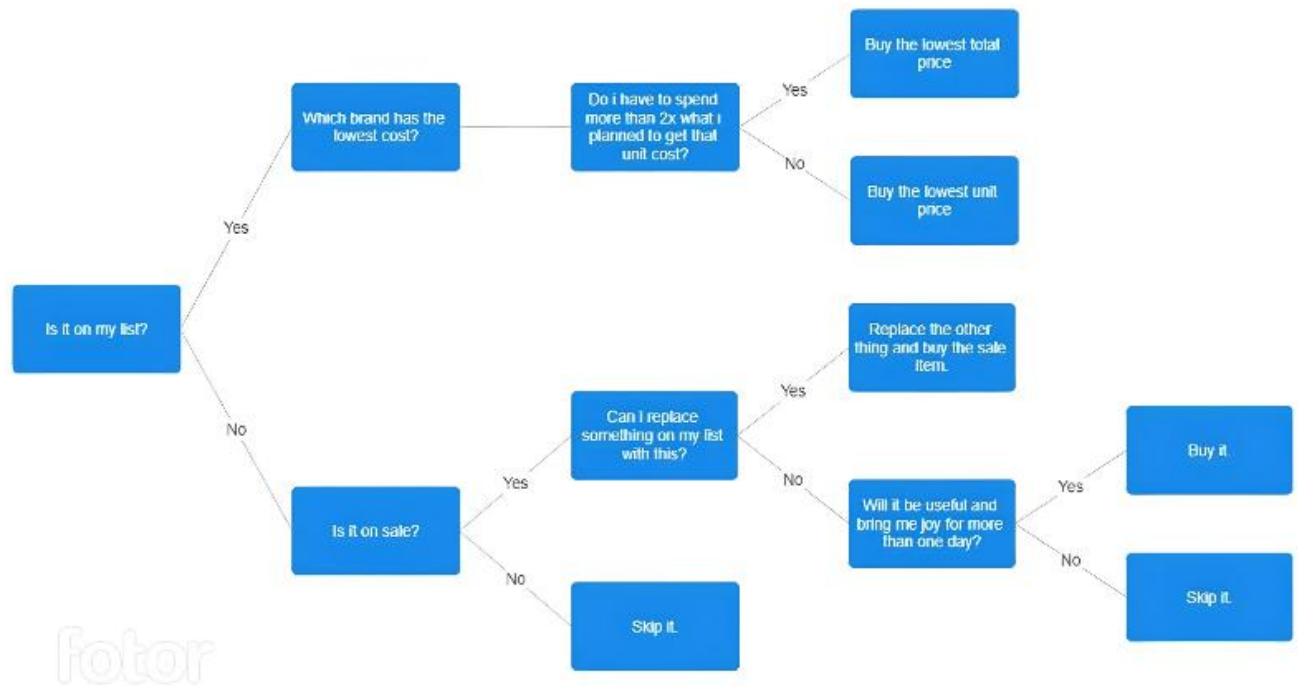 Is it on my list?
Yes
No
Which brand has the
lowest cost?
Do i have to spend
more than 2x what i
planned to get that
unit cost?
Yes
No
Buy the lowest total
price
Buy the lowest unit
price
Is it on sale?
Yes
No
Can I replace
something on my list
with this?
Yes
No
Replace the other
thing and buy the sale
item.
Will it be useful and
bring me joy for more
than one day?
Yes
No
Buy it.
Skip it.
Skip it.
fotor